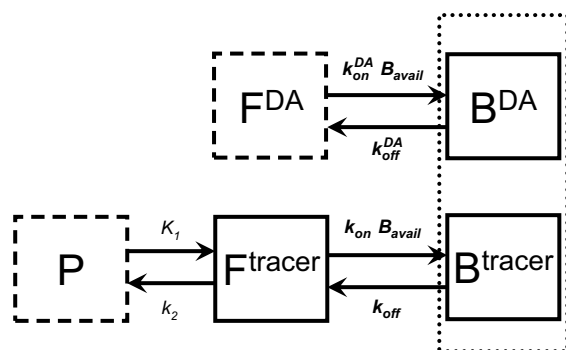 F^DA
k_on^DA B_avail
k_off^DA
B^DA
P
K_1
k_2
F^tracer
k_on B_avail
k_off
B^tracer